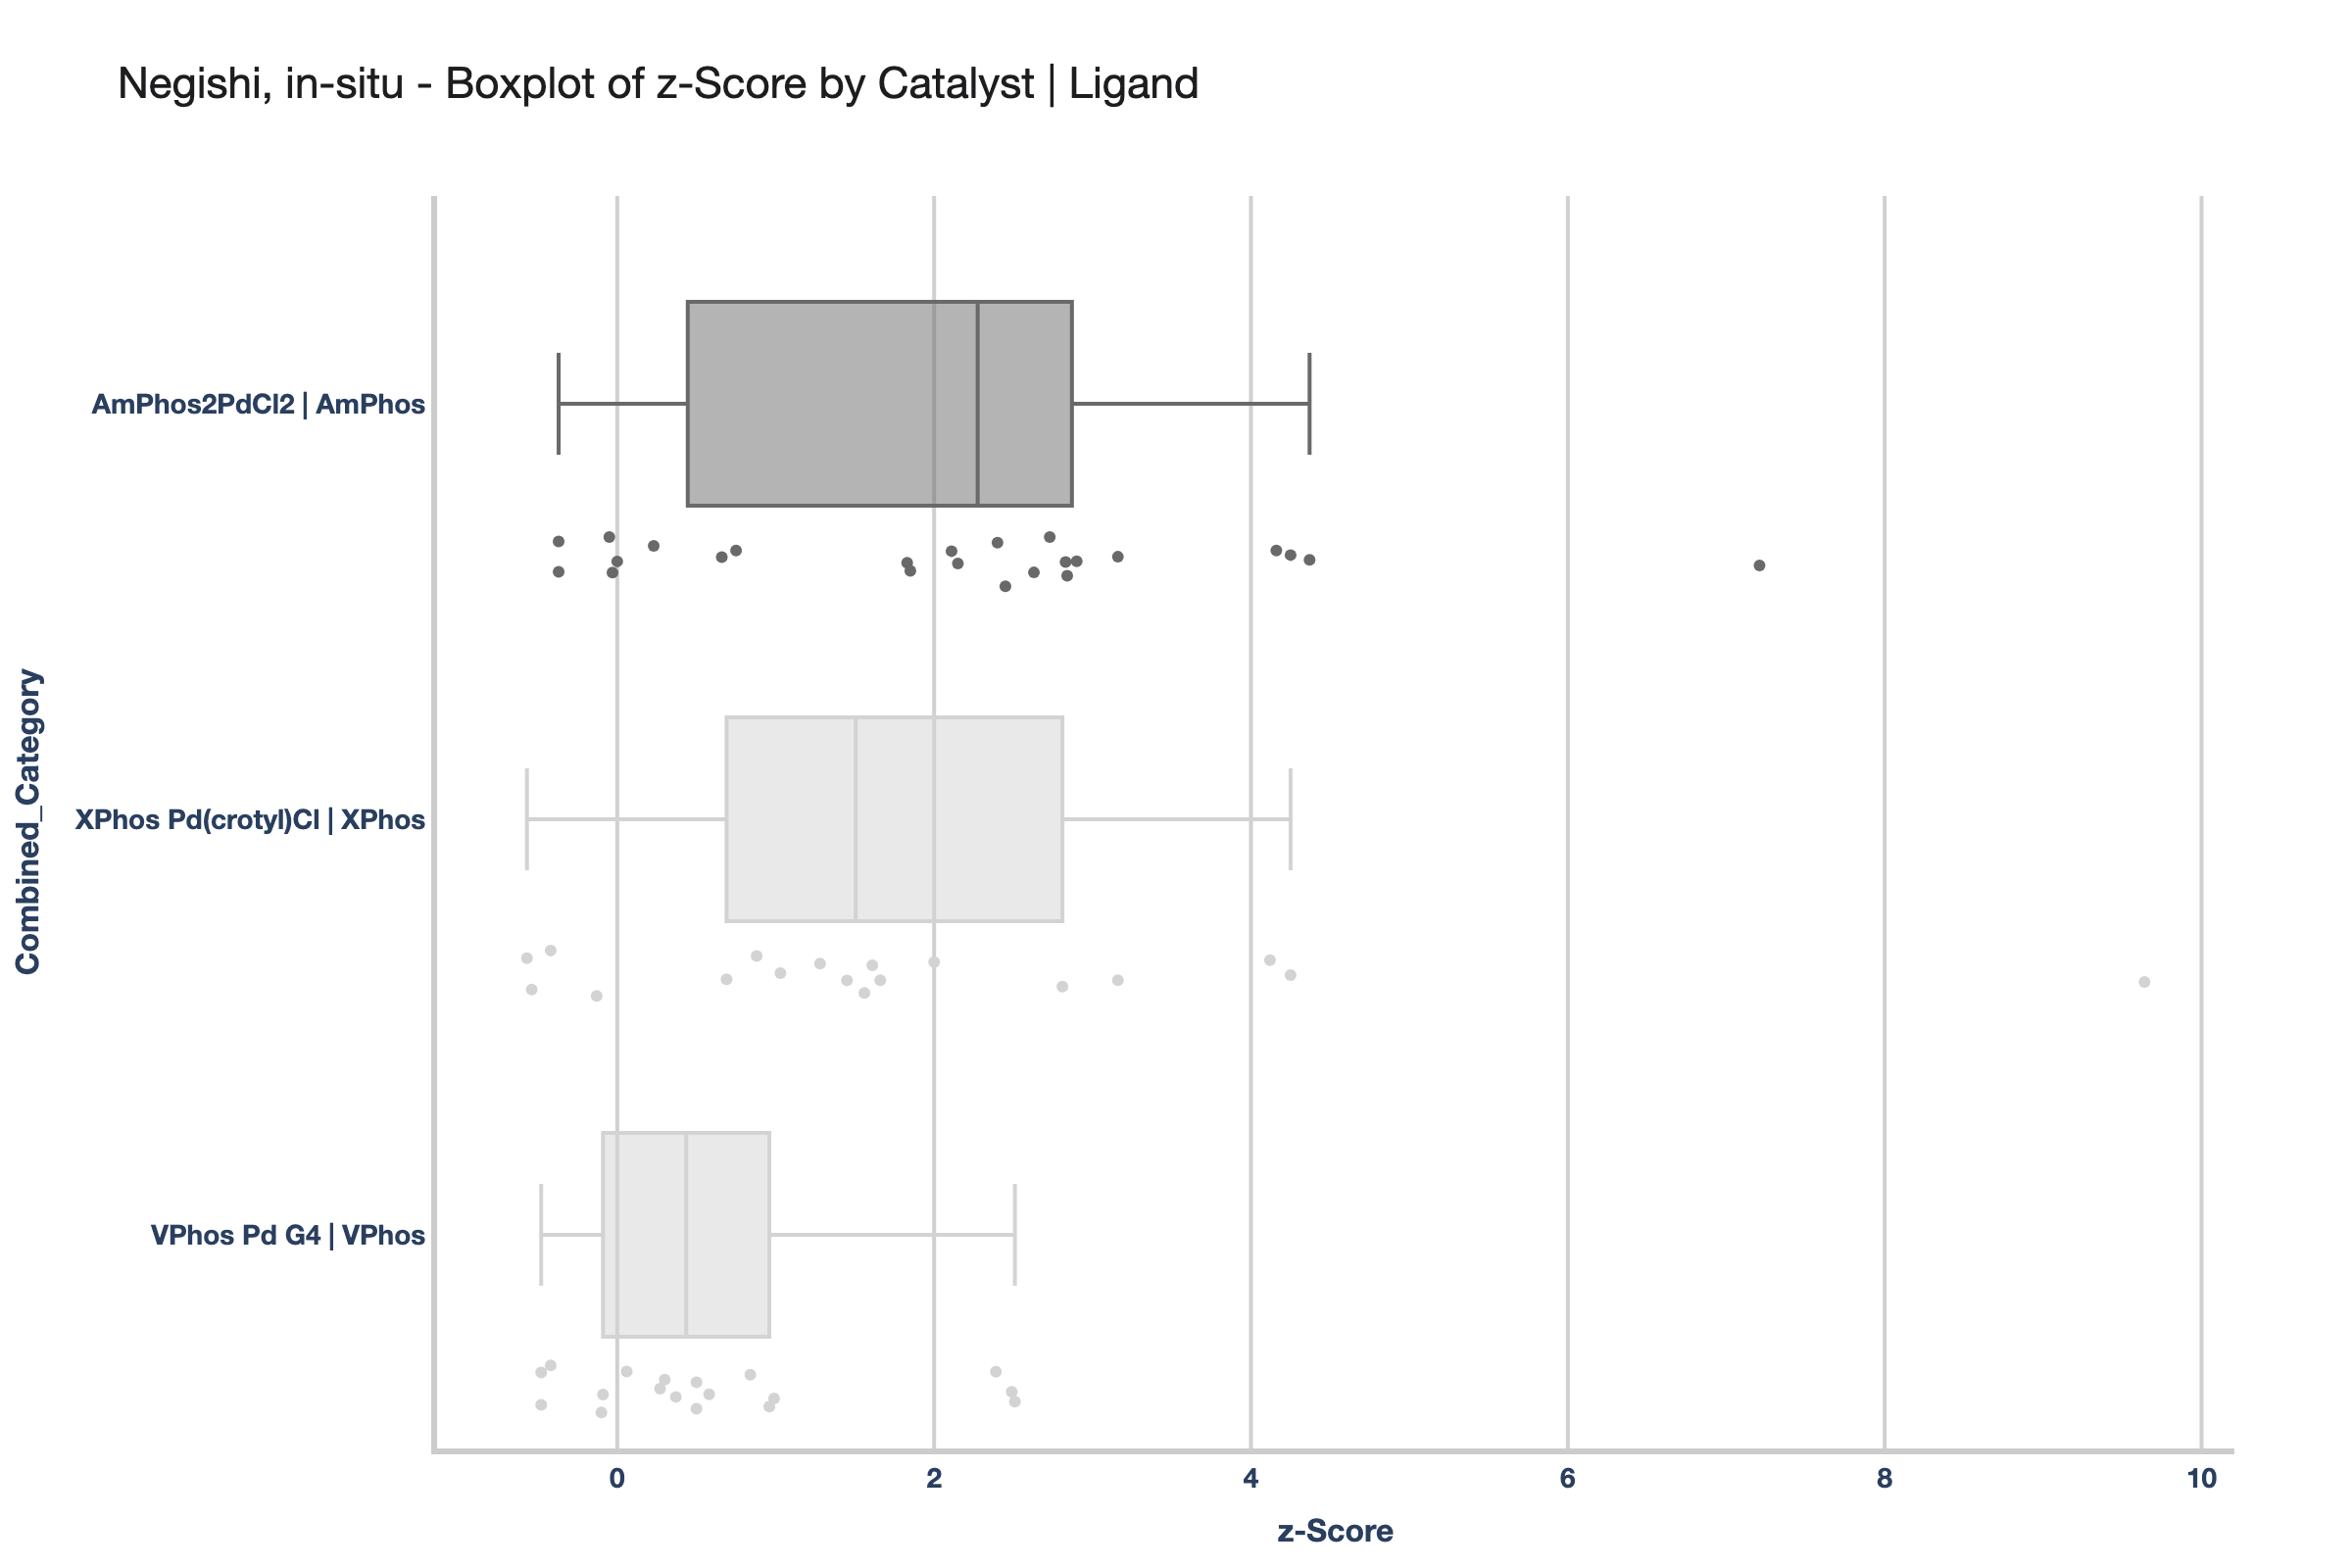 Negishi, in-situ - Boxplot of z-Score by Catalyst | Ligand
AmPhos2PdCl2 | AmPhos
XPhos Pd(crotyl)Cl | XPhos
VPhos Pd G4 | VPhos
Combined_Category
0 2 4 6 8 10
z-Score